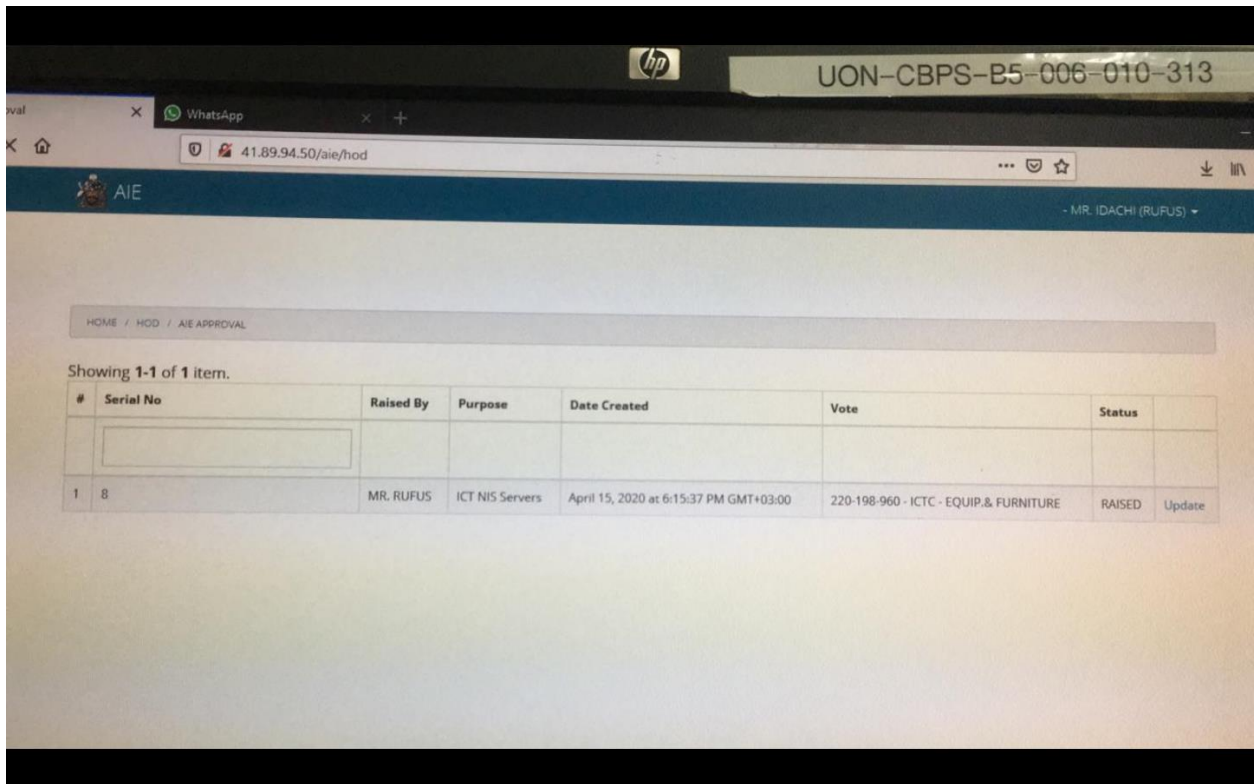 hp
UON-CBPS-B5-006-010-313
oval
WhatsApp
41.89.94.50/aie/hod
AIE
- MR. IDACHI (RUFUS)
HOME / HOD / AIE APPROVAL
Showing 1-1 of 1 item.
# Serial No Raised By Purpose Date Created Vote Status
1 8 MR. RUFUS ICT NIS Servers April 15, 2020 at 6:15:37 PM GMT+03:00 220-198-960 - ICTC - EQUIP.& FURNITURE RAISED Update